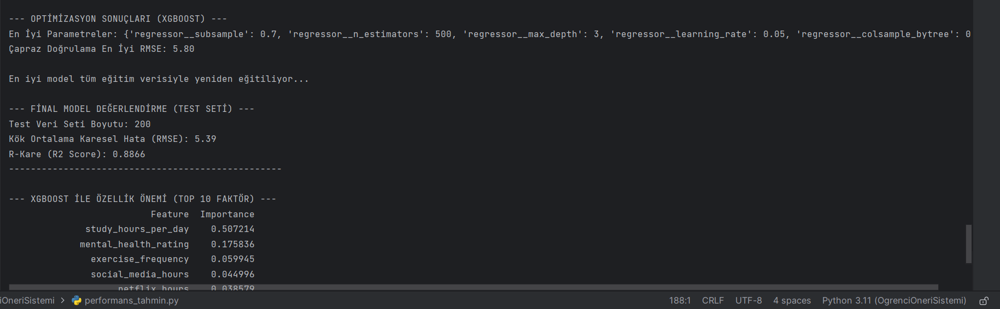 --- OPTİMİZASYON SONUÇLARI (XGBOOST) ---
En İyi Parametreler: {'regressor__subsample': 0.7, 'regressor__n_estimators': 500, 'regressor__max_depth': 3, 'regressor__learning_rate': 0.05, 'regressor__colsample_bytree': 0
Çapraz Doğrulama En İyi RMSE: 5.80
En iyi model tüm eğitim verisiyle yeniden eğitiliyor...
--- FİNAL MODEL DEĞERLENDİRME (TEST SETİ) ---
Test Veri Seti Boyutu: 200
Kök Ortalama Karesel Hata (RMSE): 5.39
R-Kare (R2 Score): 0.8866
--------------------------------------------------
--- XGBOOST İLE ÖZELLİK ÖNEMİ (TOP 10 FAKTÖR) ---
Feature Importance
study_hours_per_day 0.507214
mental_health_rating 0.175836
exercise_frequency 0.059945
social_media_hours 0.044996
netflix_hours 0.038579
iOneriSistemi > performans_tahmin.py 188:1 CRLF UTF-8 4 spaces Python 3.11 (OgrenciOneriSistemi)